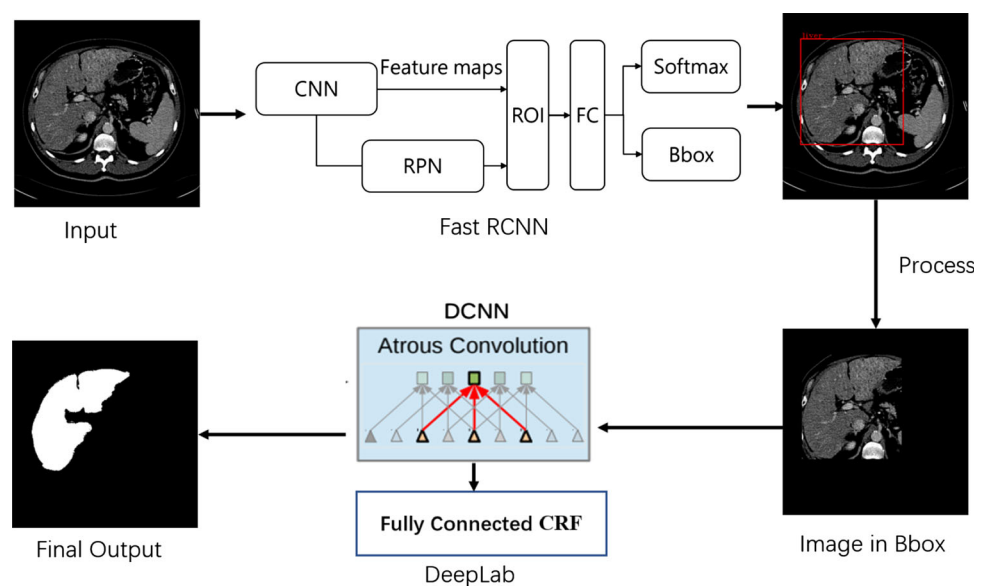 liver
CNN
Feature maps
RPN
ROI
FC
Softmax
Bbox
Input
Fast RCNN
Process
DCNN
Atrous Convolution
Fully Connected CRF
DeepLab
Final Output
Image in Bbox